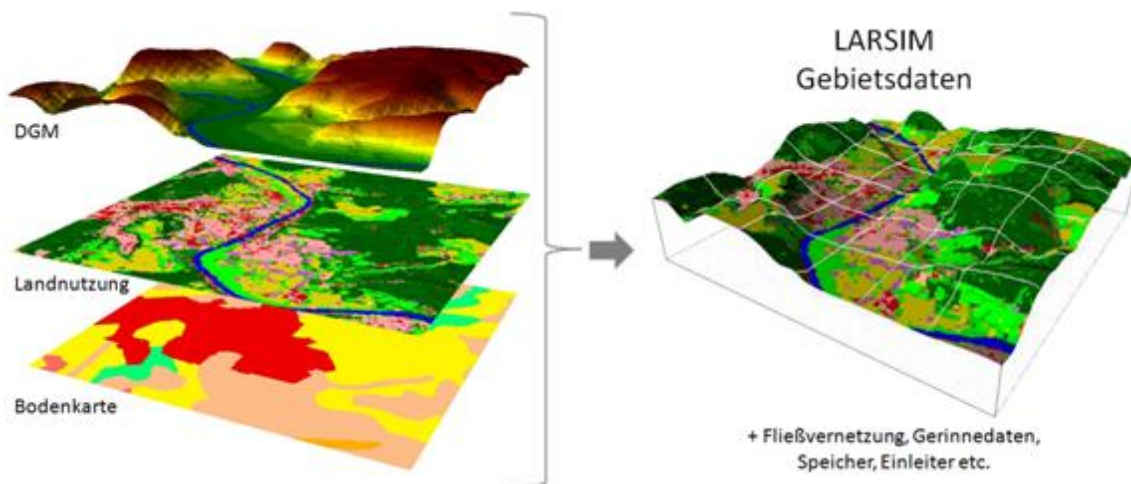 DGM
Landnutzung
Bodenkarte
LARSIM
Gebietsdaten
+ Fließvernetzung, Gerinnedaten,
Speicher, Einleiter etc.